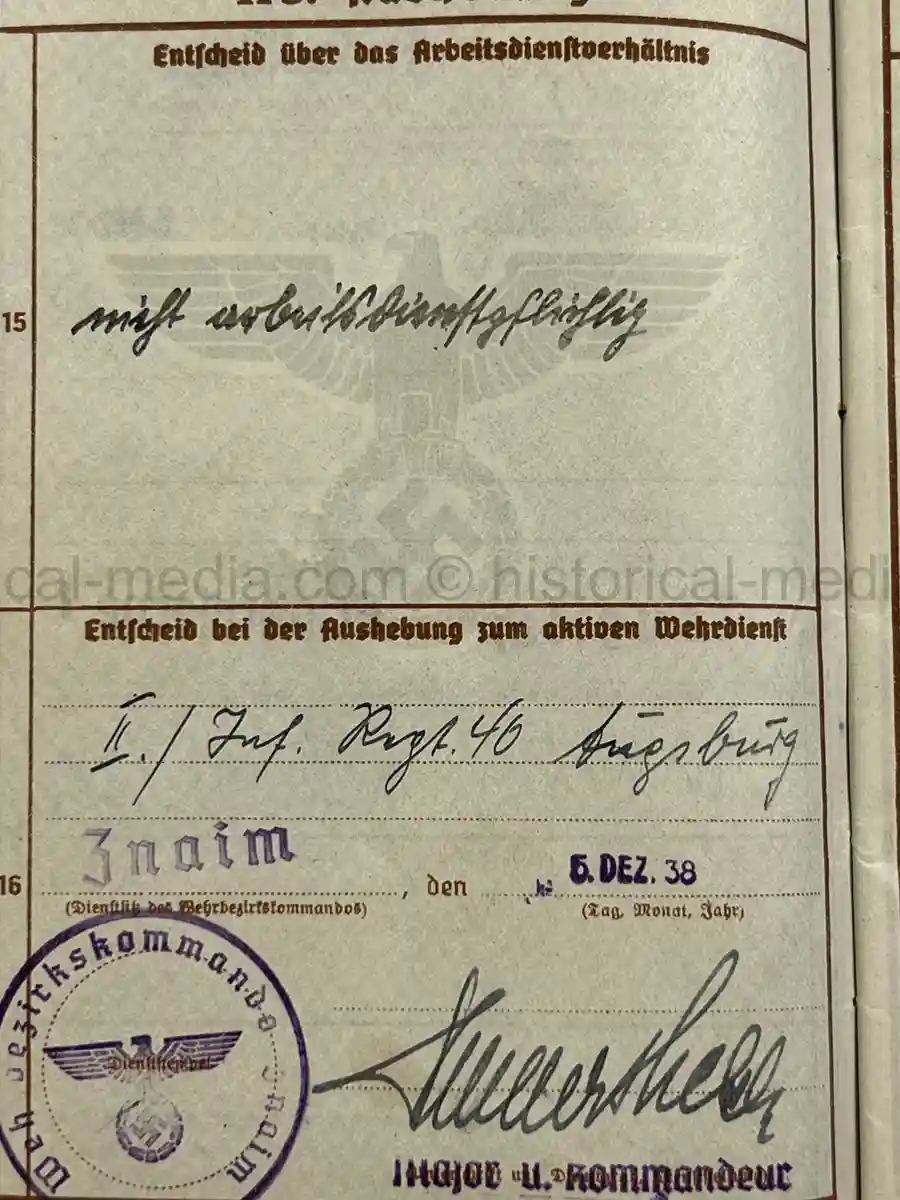 Entscheid über das Arbeitsdienstverhältnis
15
nicht arbeitsdienstpflichtig
cal-media.com © historical-medi
Entscheid bei der Aushebung zum aktiven Wehrdienst
II./ Inf. Regt. 40 Augsburg
Znaim
16
, den 6. DEZ. 38
(Dienstsitz des Wehrbezirkskommandos) (Tag, Monat, Jahr)
Wehrbezirkskommando Znaim
Dienststempel
Major u. Kommandeur